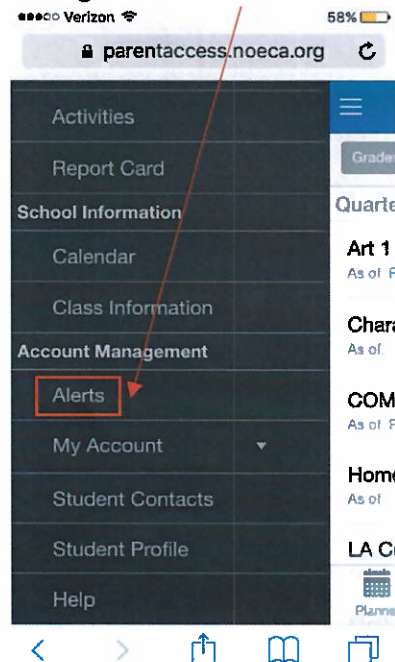 Verizon 58%
parentaccess.noeca.org
Activities
Report Card
School Information
Calendar
Class Information
Account Management
Alerts
My Account
Student Contacts
Student Profile
Help
Grade
Quarte
Art 1
As of F
Chara
As of
COM
As of F
Home
As of
LA C
Planne